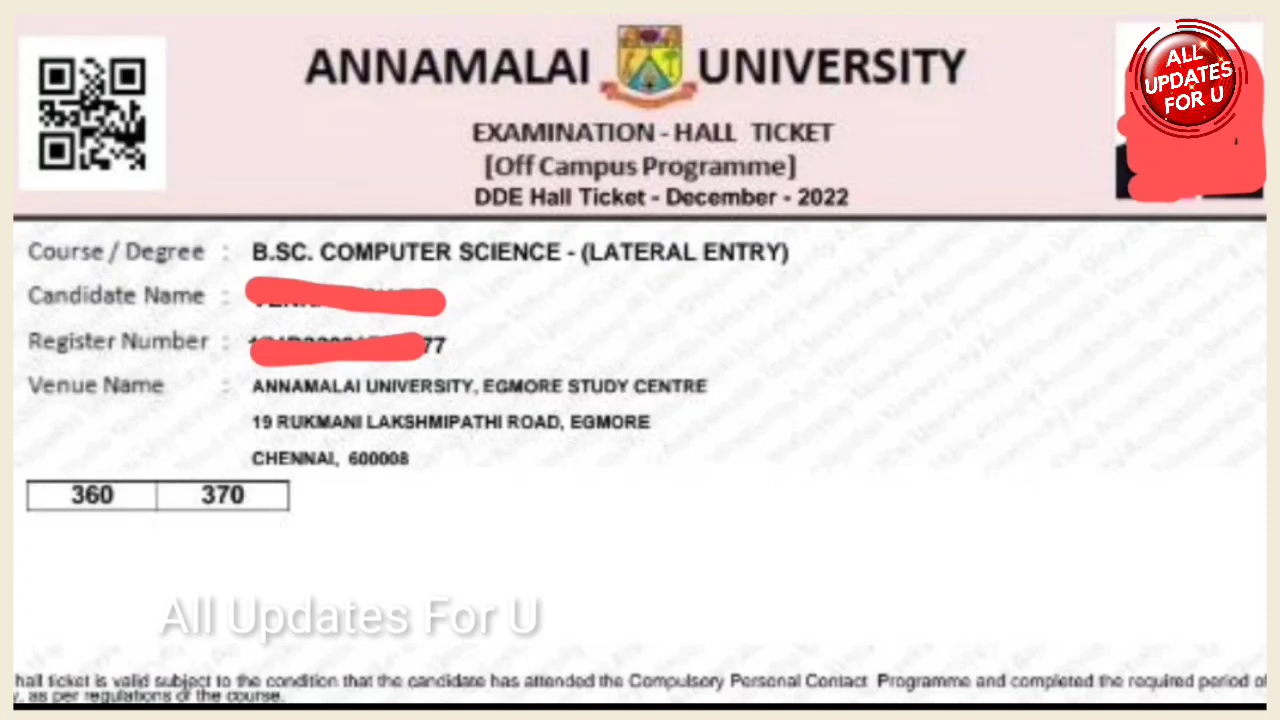 ANNAMALAI UNIVERSITY
ALL
UPDATES
FOR U
EXAMINATION - HALL TICKET
[Off Campus Programme]
DDE Hall Ticket - December - 2022
Course / Degree : B.SC. COMPUTER SCIENCE - (LATERAL ENTRY)
Candidate Name :
Register Number : 77
Venue Name : ANNAMALAI UNIVERSITY, EGMORE STUDY CENTRE
19 RUKMANI LAKSHMIPATHI ROAD, EGMORE
CHENNAI, 600008
360 370
All Updates For U
hall ticket is valid subject to the condition that the candidate has attended the Compulsory Personal Contact Programme and completed the required period of
, as per regulations of the course.